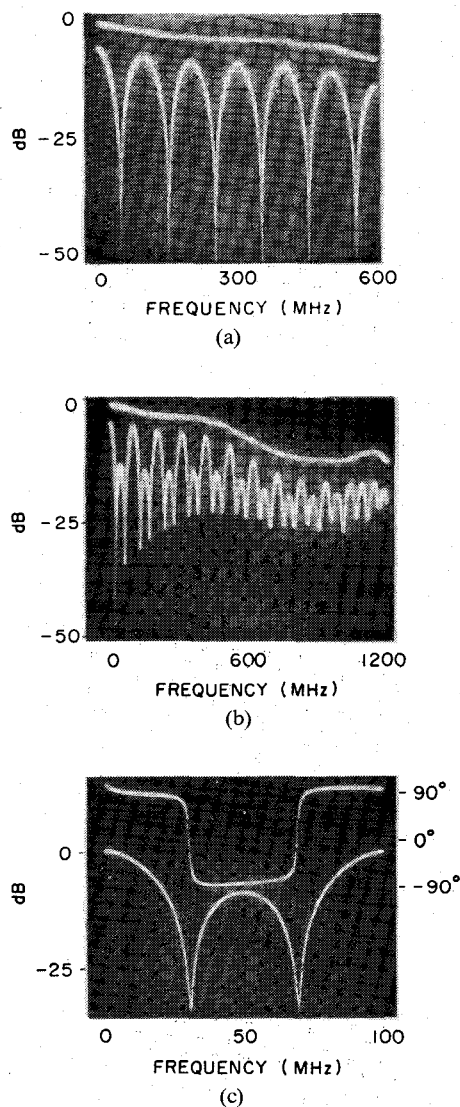 0
dB
-25
-50
0 300 600
FREQUENCY (MHz)
(a)
0
dB
-25
-50
0 600 1200
FREQUENCY (MHz)
(b)
90°
0°
0
dB
-90°
-25
0 50 100
FREQUENCY (MHz)
(c)